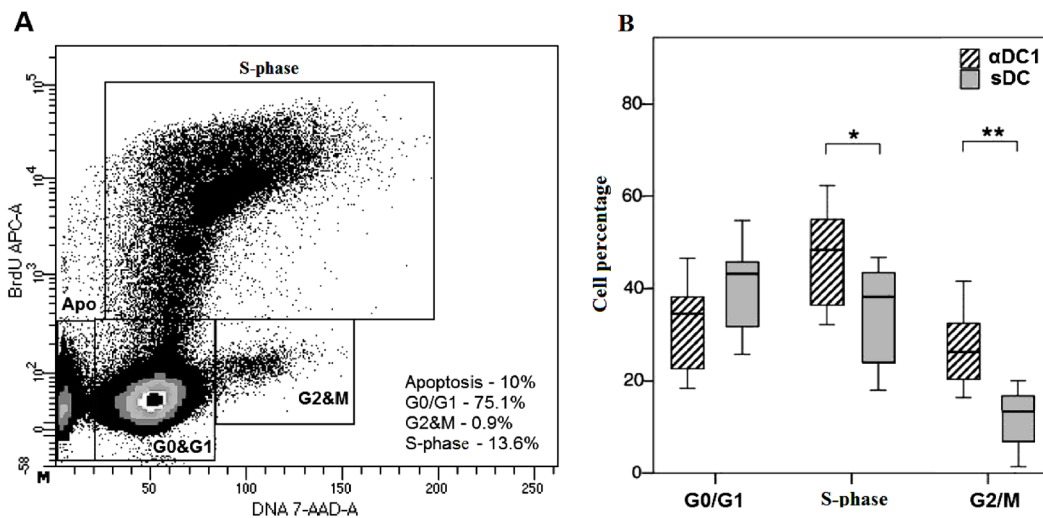 A
S-phase
BrdU APC-A
10^5
10^4
10^3
10^2
0
-58
Apo
G0&G1
G2&M
Apoptosis - 10%
G0/G1 - 75.1%
G2&M - 0.9%
S-phase - 13.6%
M
50 100 150 200 250
DNA 7-AAD-A
B
αDC1
sDC
Cell percentage
80
60
40
20
0
*
**
G0/G1 S-phase G2/M